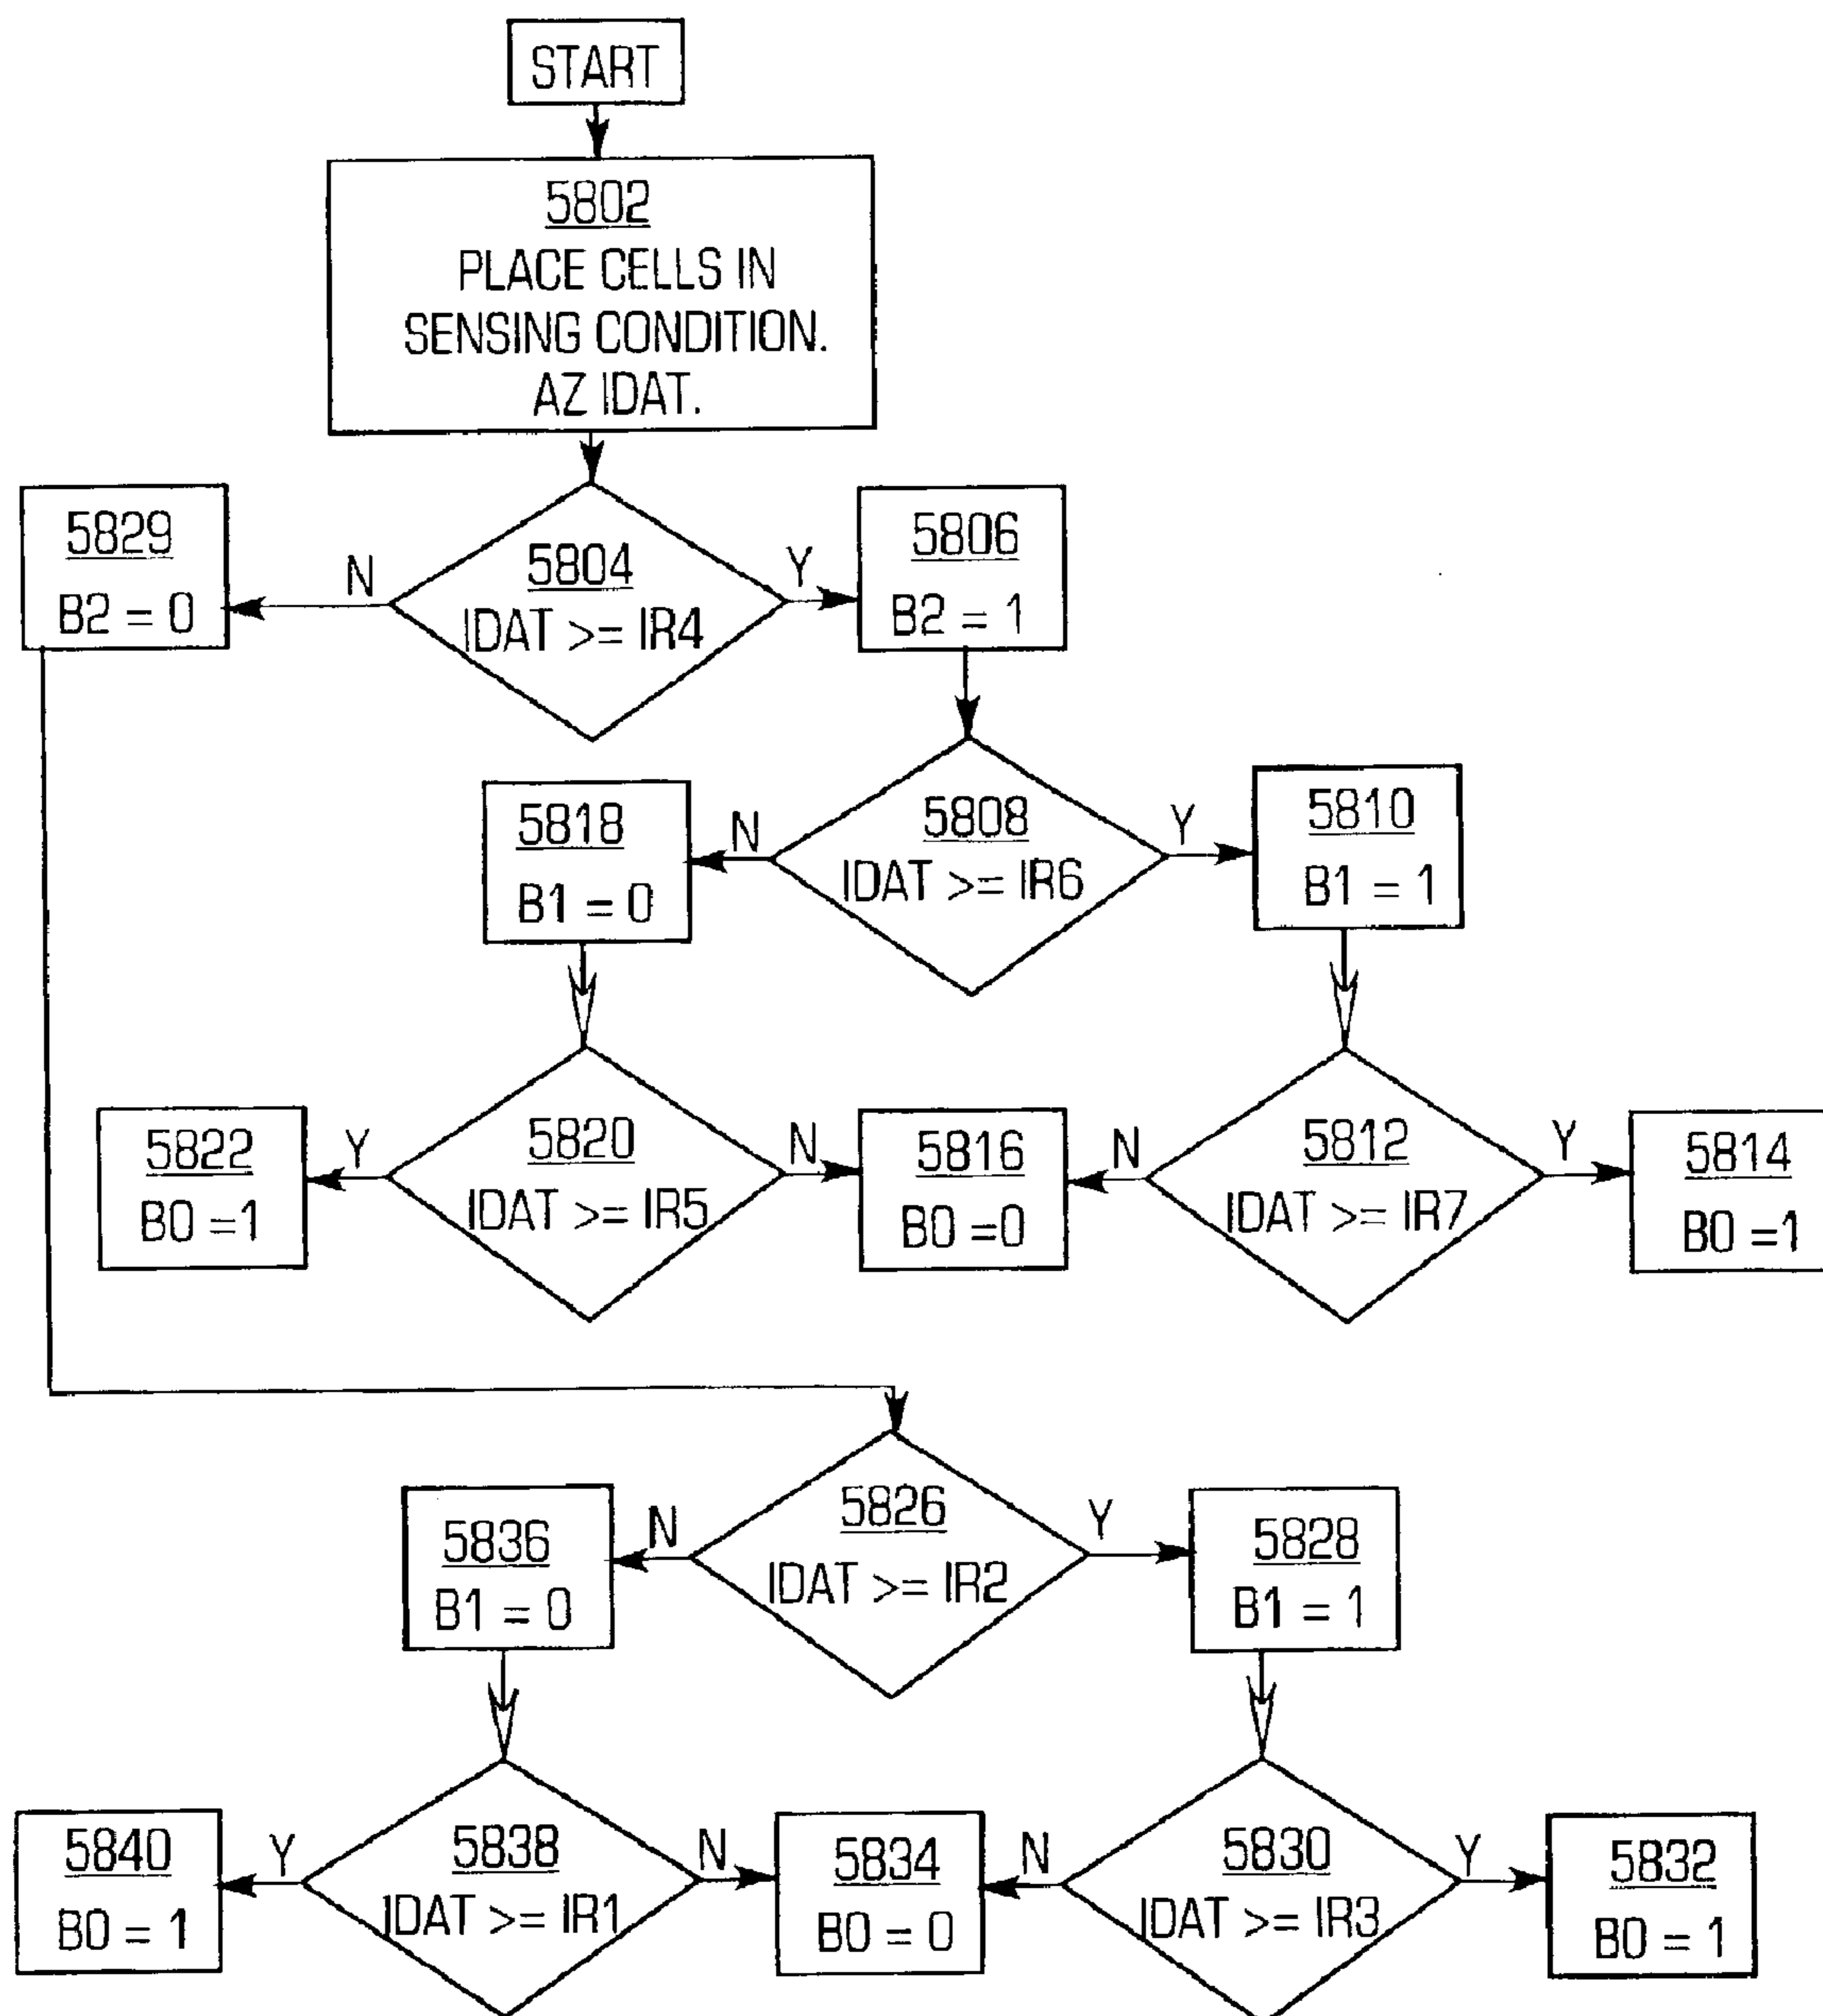 START
5802
PLACE CELLS IN
SENSING CONDITION.
AZ IDAT.
5829
B2 = 0
N
5804
IDAT >= IR4
Y
5806
B2 = 1
5818
B1 = 0
N
5808
IDAT >= IR6
Y
5810
B1 = 1
5822
B0 =1
Y
5820
IDAT >= IR5
N
5816
B0 =0
N
5812
IDAT >= IR7
Y
5814
B0 =1
5836
B1 = 0
N
5826
IDAT >= IR2
Y
5828
B1 = 1
5840
B0 = 1
Y
5838
IDAT >= IR1
N
5834
B0 = 0
N
5830
IDAT >= IR3
Y
5832
B0 = 1